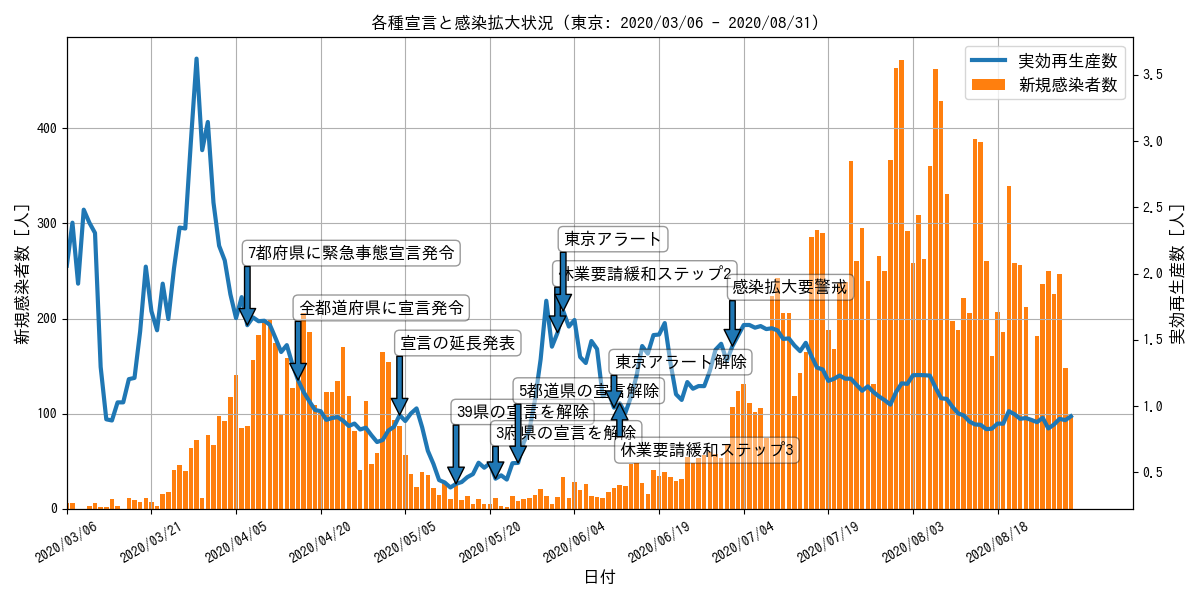 各種宣言と感染拡大状況 (東京: 2020/03/06 - 2020/08/31)
実効再生産数
新規感染者数
新規感染者数 [人]
400
300
200
100
0
3.5
3.0
2.5
2.0
1.5
1.0
0.5
実効再生産数 [人]
東京アラート
7都府県に緊急事態宣言発令
休業要請緩和ステップ2
感染拡大要警戒
全都道府県に宣言発令
宣言の延長発表
東京アラート解除
5都道県の宣言解除
39県の宣言を解除
3府県の宣言を解除
休業要請緩和ステップ3
2020/03/06
2020/03/21
2020/04/05
2020/04/20
2020/05/05
2020/05/20
2020/06/04
2020/06/19
2020/07/04
2020/07/19
2020/08/03
2020/08/18
日付